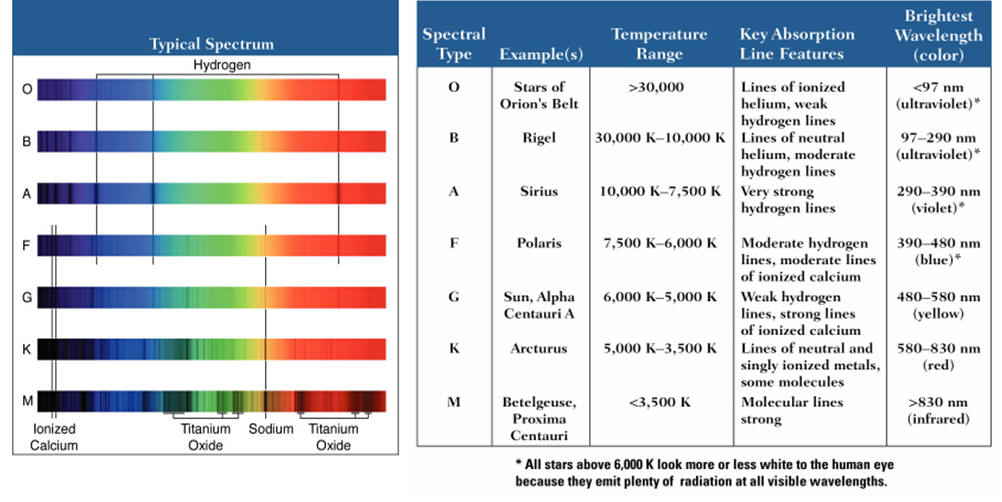 Typical Spectrum
Hydrogen
O
B
A
F
G
K
M
Ionized
Calcium
Titanium
Oxide
Sodium
Titanium
Oxide
Spectral
Type
Example(s)
Temperature
Range
Key Absorption
Line Features
Brightest
Wavelength
(color)
O
Stars of
Orion's Belt
>30,000
Lines of ionized
helium, weak
hydrogen lines
<97 nm
(ultraviolet)*
B
Rigel
30,000 K–10,000 K
Lines of neutral
helium, moderate
hydrogen lines
97–290 nm
(ultraviolet)*
A
Sirius
10,000 K–7,500 K
Very strong
hydrogen lines
290–390 nm
(violet)*
F
Polaris
7,500 K–6,000 K
Moderate hydrogen
lines, moderate lines
of ionized calcium
390–480 nm
(blue)*
G
Sun, Alpha
Centauri A
6,000 K–5,000 K
Weak hydrogen
lines, strong lines
of ionized calcium
480–580 nm
(yellow)
K
Arcturus
5,000 K–3,500 K
Lines of neutral and
singly ionized metals,
some molecules
580–830 nm
(red)
M
Betelgeuse,
Proxima
Centauri
<3,500 K
Molecular lines
strong
>830 nm
(infrared)
* All stars above 6,000 K look more or less white to the human eye
because they emit plenty of radiation at all visible wavelengths.